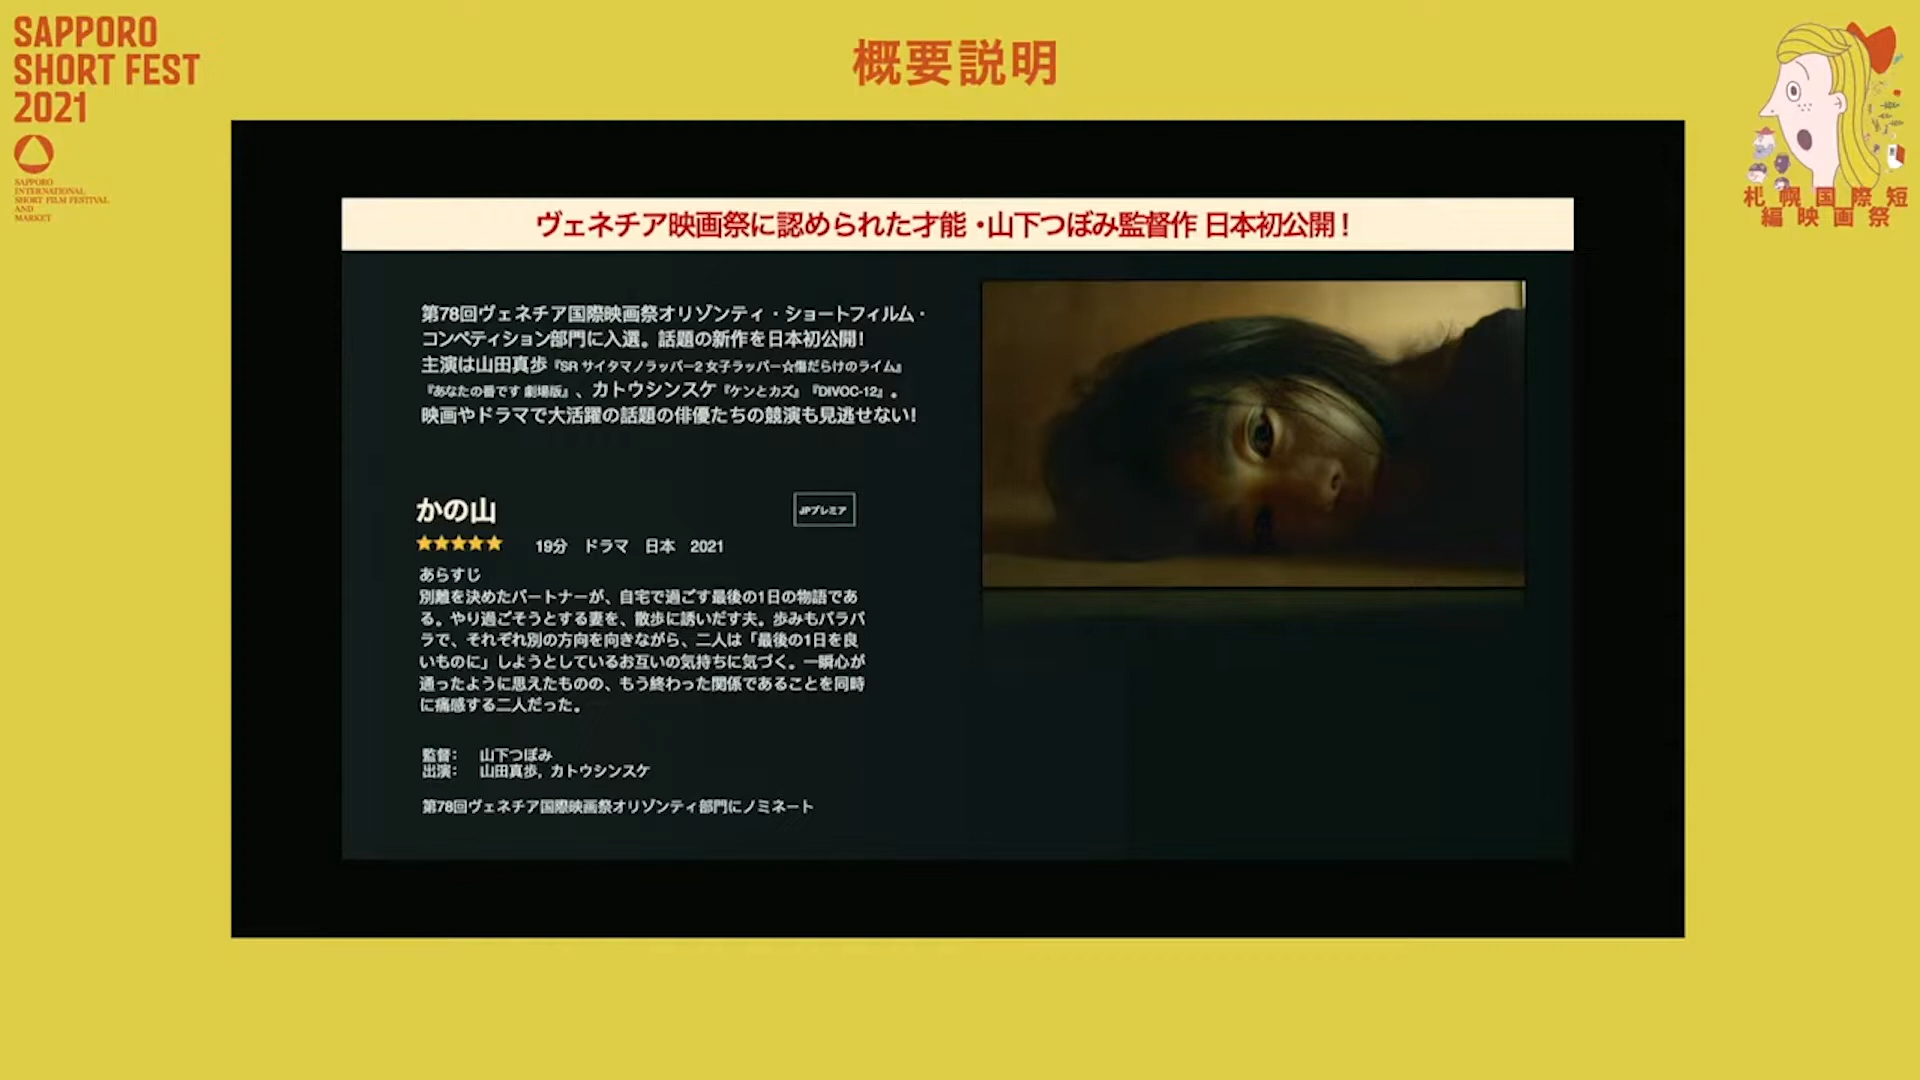 SAPPORO
SHORT FEST
2021
SAPPORO
INTERNATIONAL
SHORT FILM FESTIVAL
AND
MARKET
概要説明
札幌国際短
編映画祭
ヴェネチア映画祭に認められた才能・山下つぼみ監督作 日本初公開！
第78回ヴェネチア国際映画祭オリゾンティ・ショートフィルム・
コンペティション部門に入選。話題の新作を日本初公開！
主演は山田真歩『SR サイタマノラッパー2 女子ラッパー☆傷だらけのライム』
『あなたの番です 劇場版』、カトウシンスケ『ケンとカズ』『DIVOC-12』。
映画やドラマで大活躍の話題の俳優たちの競演も見逃せない！
かの山
JPプレミア
★★★★★ 19分 ドラマ 日本 2021
あらすじ
別離を決めたパートナーが、自宅で過ごす最後の1日の物語であ
る。やり過ごそうとする妻を、散歩に誘いだす夫。歩みもバラバ
ラで、それぞれ別の方向を向きながら、二人は「最後の1日を良
いものに」しようとしているお互いの気持ちに気づく。一瞬心が
通ったように思えたものの、もう終わった関係であることを同時
に痛感する二人だった。
監督： 山下つぼみ
出演： 山田真歩, カトウシンスケ
第78回ヴェネチア国際映画祭オリゾンティ部門にノミネート